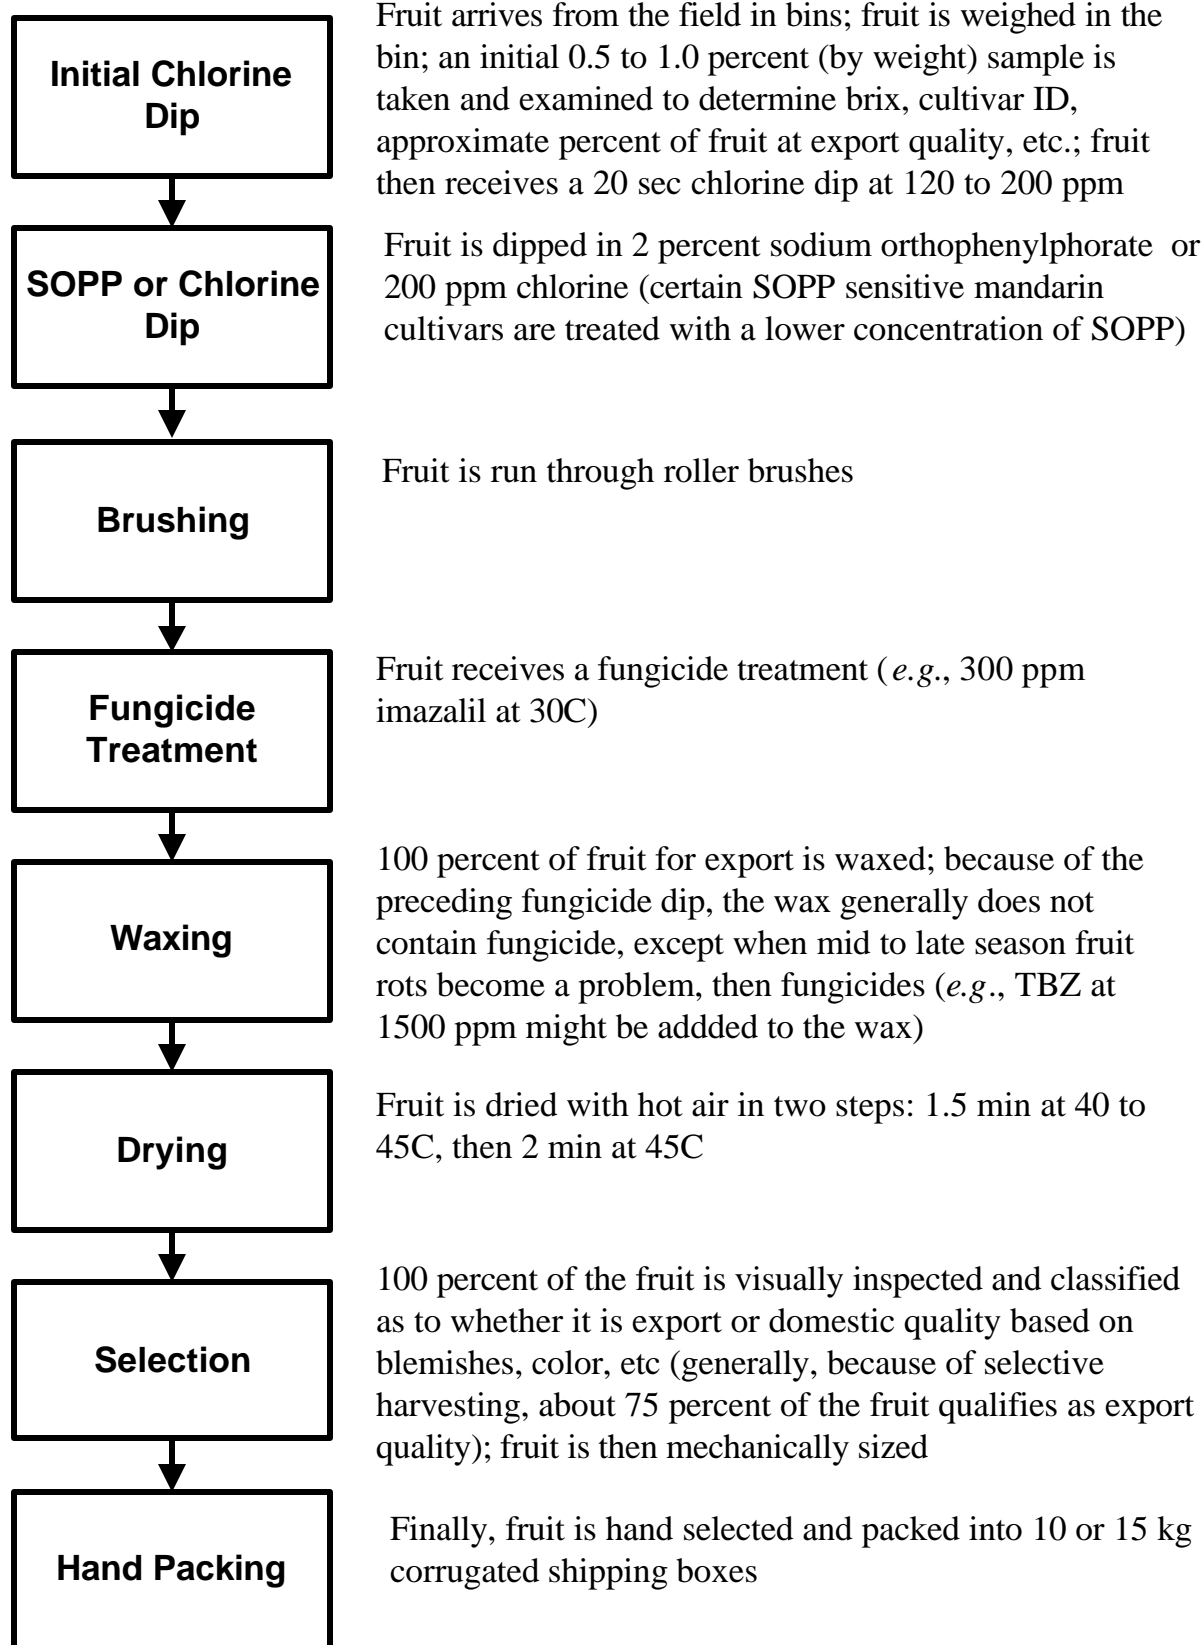 Initial Chlorine
Dip
Fruit arrives from the field in bins; fruit is weighed in the
bin; an initial 0.5 to 1.0 percent (by weight) sample is
taken and examined to determine brix, cultivar ID,
approximate percent of fruit at export quality, etc.; fruit
then receives a 20 sec chlorine dip at 120 to 200 ppm
SOPP or Chlorine
Dip
Fruit is dipped in 2 percent sodium orthophenylphorate or
200 ppm chlorine (certain SOPP sensitive mandarin
cultivars are treated with a lower concentration of SOPP)
Brushing
Fruit is run through roller brushes
Fungicide
Treatment
Fruit receives a fungicide treatment (e.g., 300 ppm
imazalil at 30C)
Waxing
100 percent of fruit for export is waxed; because of the
preceding fungicide dip, the wax generally does not
contain fungicide, except when mid to late season fruit
rots become a problem, then fungicides (e.g., TBZ at
1500 ppm might be addded to the wax)
Drying
Fruit is dried with hot air in two steps: 1.5 min at 40 to
45C, then 2 min at 45C
Selection
100 percent of the fruit is visually inspected and classified
as to whether it is export or domestic quality based on
blemishes, color, etc (generally, because of selective
harvesting, about 75 percent of the fruit qualifies as export
quality); fruit is then mechanically sized
Hand Packing
Finally, fruit is hand selected and packed into 10 or 15 kg
corrugated shipping boxes